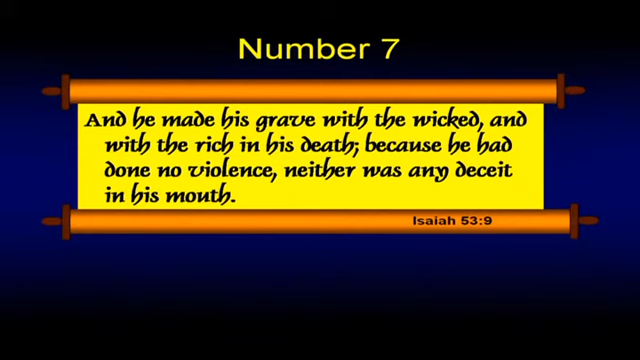 Number 7
And he made his grave with the wicked, and
with the rich in his death; because he had
done no violence, neither was any deceit
in his mouth.
Isaiah 53:9